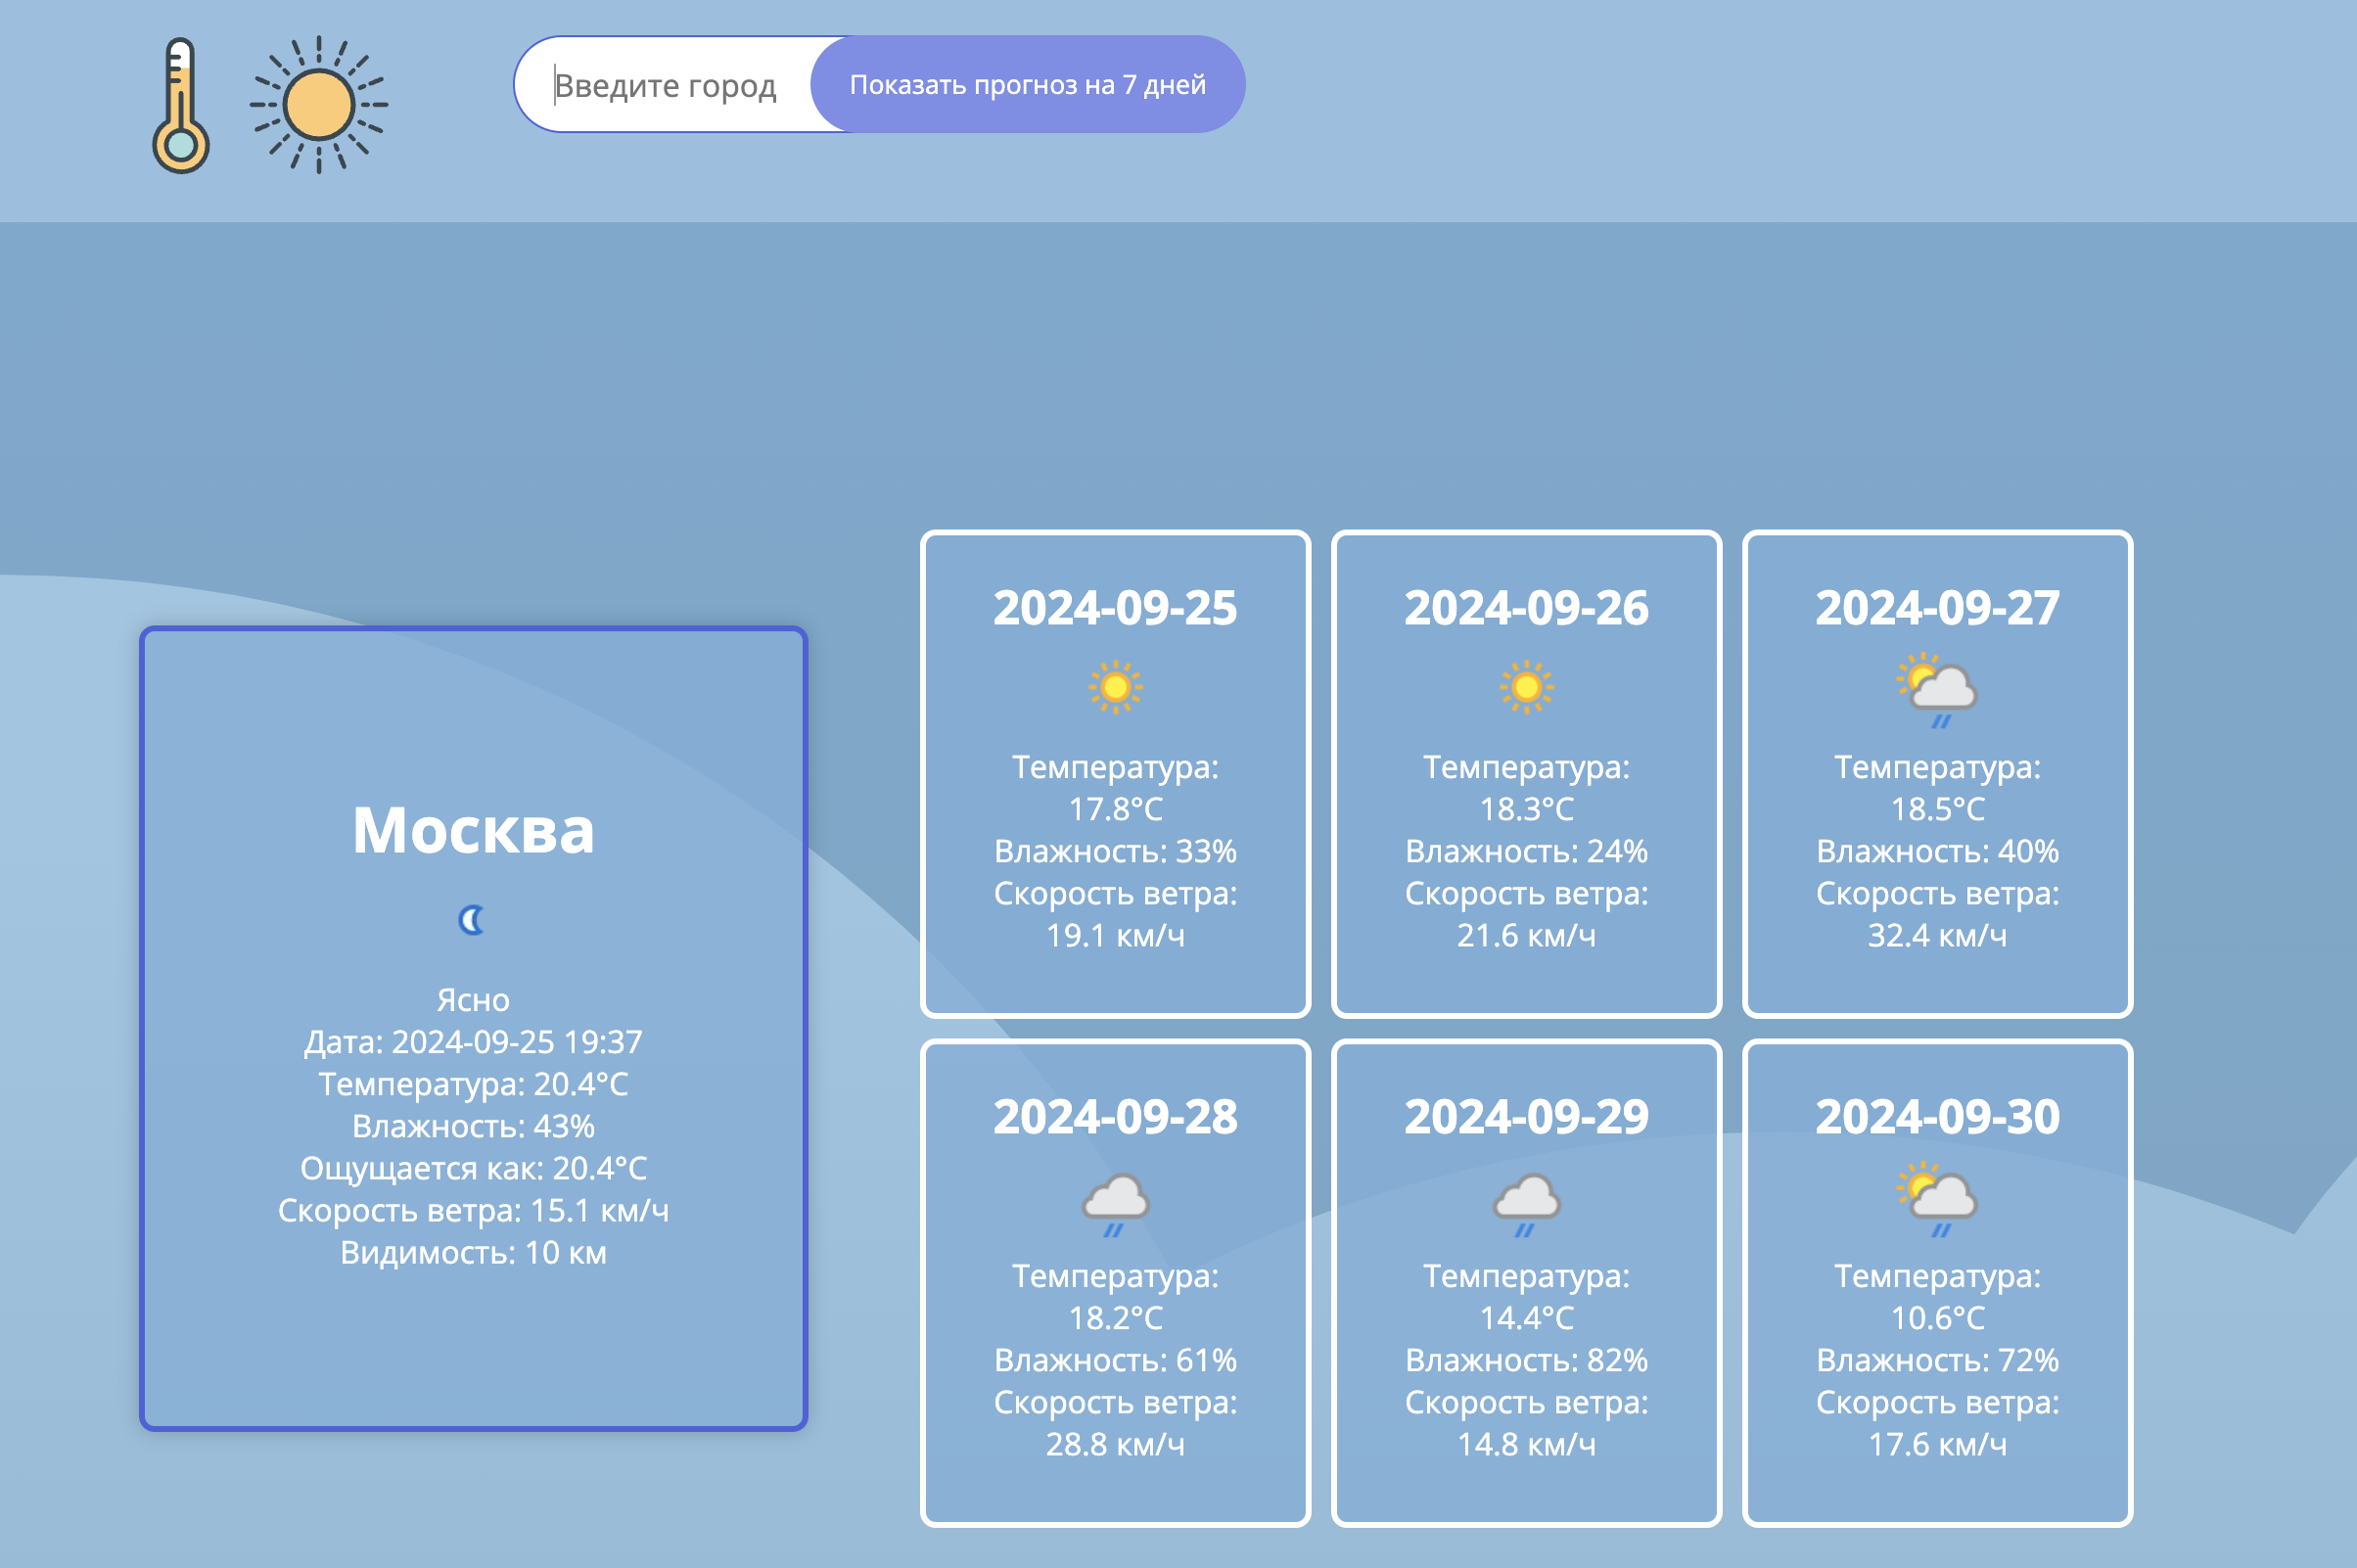 Введите город
Показать прогноз на 7 дней
Москва
Ясно
Дата: 2024-09-25 19:37
Температура: 20.4°C
Влажность: 43%
Ощущается как: 20.4°C
Скорость ветра: 15.1 км/ч
Видимость: 10 км
2024-09-25
Температура:
17.8°C
Влажность: 33%
Скорость ветра:
19.1 км/ч
2024-09-26
Температура:
18.3°C
Влажность: 24%
Скорость ветра:
21.6 км/ч
2024-09-27
Температура:
18.5°C
Влажность: 40%
Скорость ветра:
32.4 км/ч
2024-09-28
Температура:
18.2°C
Влажность: 61%
Скорость ветра:
28.8 км/ч
2024-09-29
Температура:
14.4°C
Влажность: 82%
Скорость ветра:
14.8 км/ч
2024-09-30
Температура:
10.6°C
Влажность: 72%
Скорость ветра:
17.6 км/ч